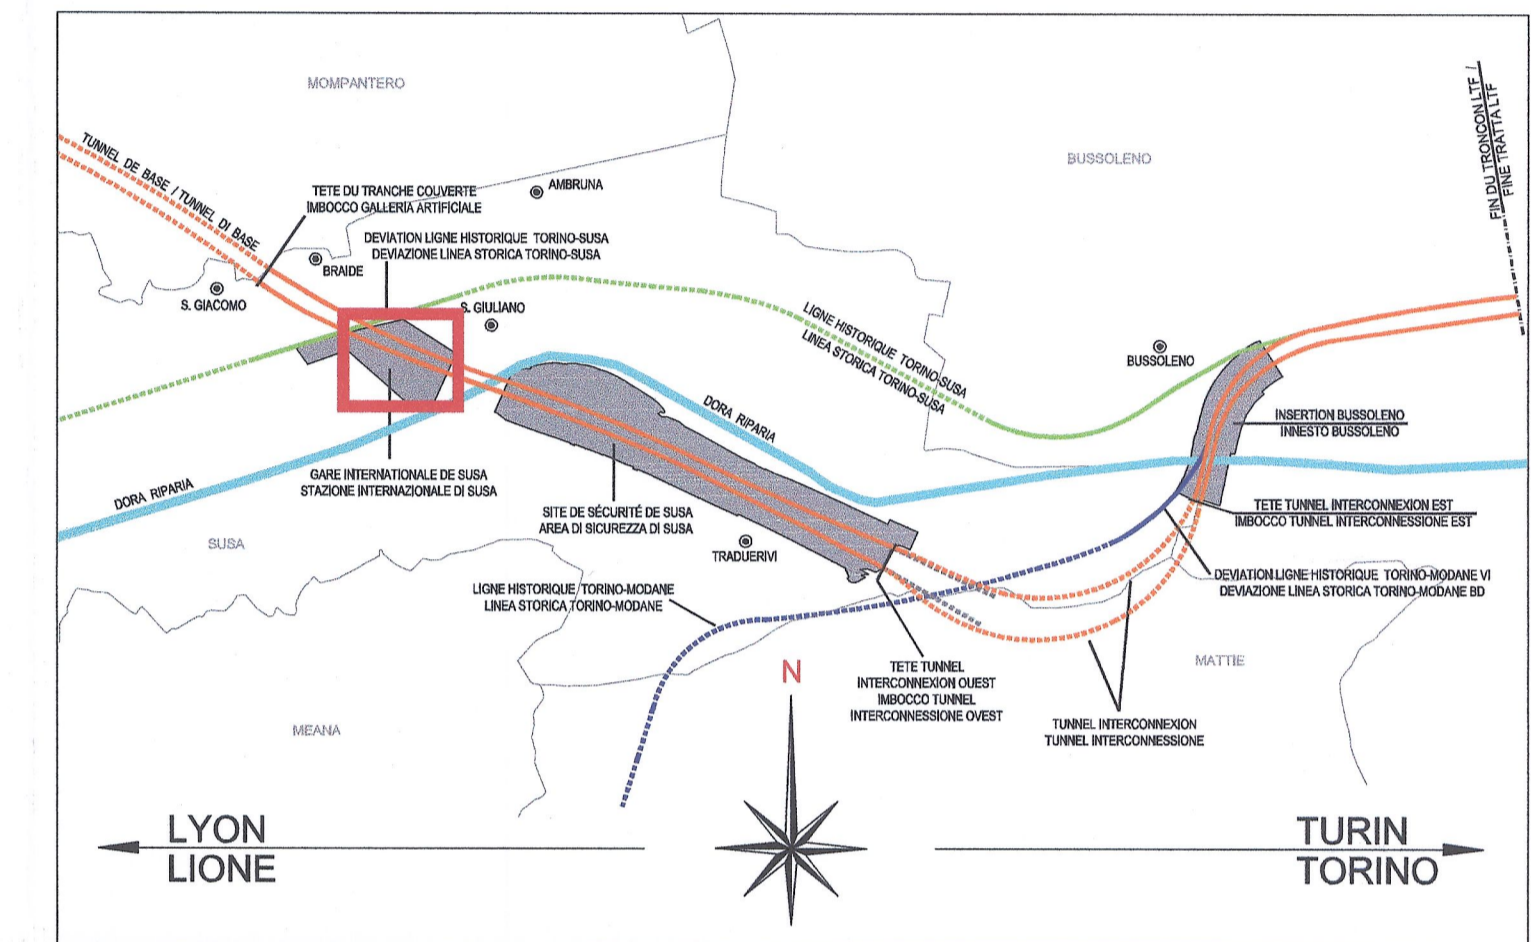 MOMPANTERO
BUSSOLENO
FIN DU TRONCON LTF /
FINE TRATTA LTF
TUNNEL DE BASE / TUNNEL DI BASE
TETE DU TRANCHE COUVERTE
IMBOCCO GALLERIA ARTIFICIALE
AMBRUNA
DEVIATION LIGNE HISTORIQUE TORINO-SUSA
DEVIAZIONE LINEA STORICA TORINO-SUSA
BRAIDE
S. GIACOMO
S. GIULIANO
LIGNE HISTORIQUE TORINO-SUSA
LINEA STORICA TORINO-SUSA
BUSSOLENO
DORA RIPARIA
INSERTION BUSSOLENO
INNESTO BUSSOLENO
GARE INTERNATIONALE DE SUSA
STAZIONE INTERNAZIONALE DI SUSA
DORA RIPARIA
SITE DE SÉCURITÉ DE SUSA
AREA DI SICUREZZA DI SUSA
TETE TUNNEL INTERCONNEXION EST
IMBOCCO TUNNEL INTERCONNESSIONE EST
SUSA
TRADUERIVI
LIGNE HISTORIQUE TORINO-MODANE
LINEA STORICA TORINO-MODANE
DEVIATION LIGNE HISTORIQUE TORINO-MODANE VI
DEVIAZIONE LINEA STORICA TORINO-MODANE BD
MATTIE
TETE TUNNEL
INTERCONNEXION OUEST
IMBOCCO TUNNEL
INTERCONNESSIONE OVEST
N
TUNNEL INTERCONNEXION
TUNNEL INTERCONNESSIONE
MEANA
LYON
LIONE
TURIN
TORINO